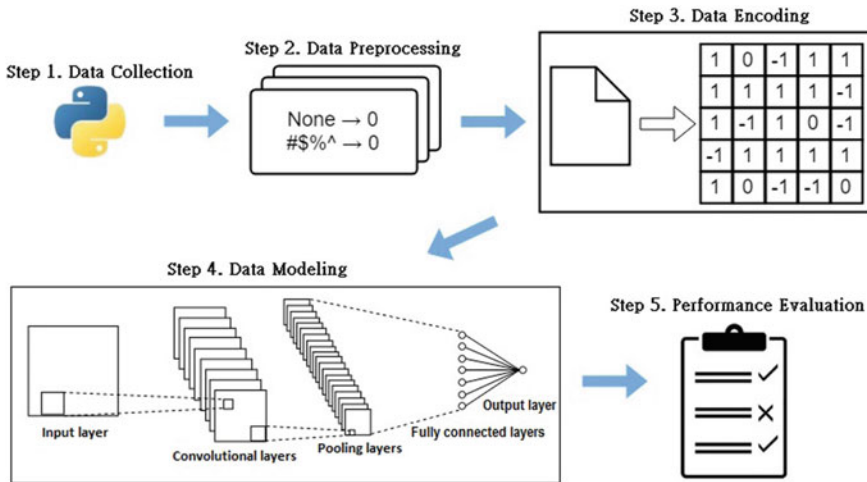 Step 1. Data Collection
Step 2. Data Preprocessing
None → 0
#$%^ → 0
Step 3. Data Encoding
1 0 -1 1 1
1 1 1 1 -1
1 -1 1 0 -1
-1 1 1 1 1
1 0 -1 -1 0
Step 4. Data Modeling
Input layer
Convolutional layers
Pooling layers
Fully connected layers
Output layer
Step 5. Performance Evaluation